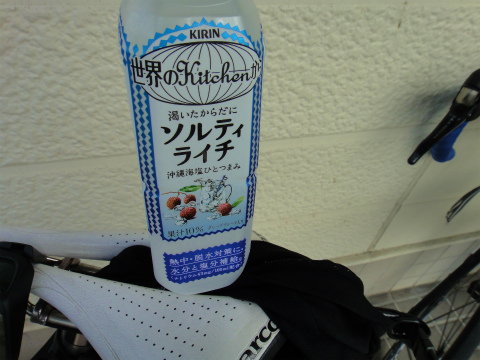 KIRIN
世界のKitchenから
渇いたからだに
ソルティ
ライチ
沖縄海塩ひとつまみ
果汁10%
熱中・脱水対策に、
水分と塩分補給を
arco